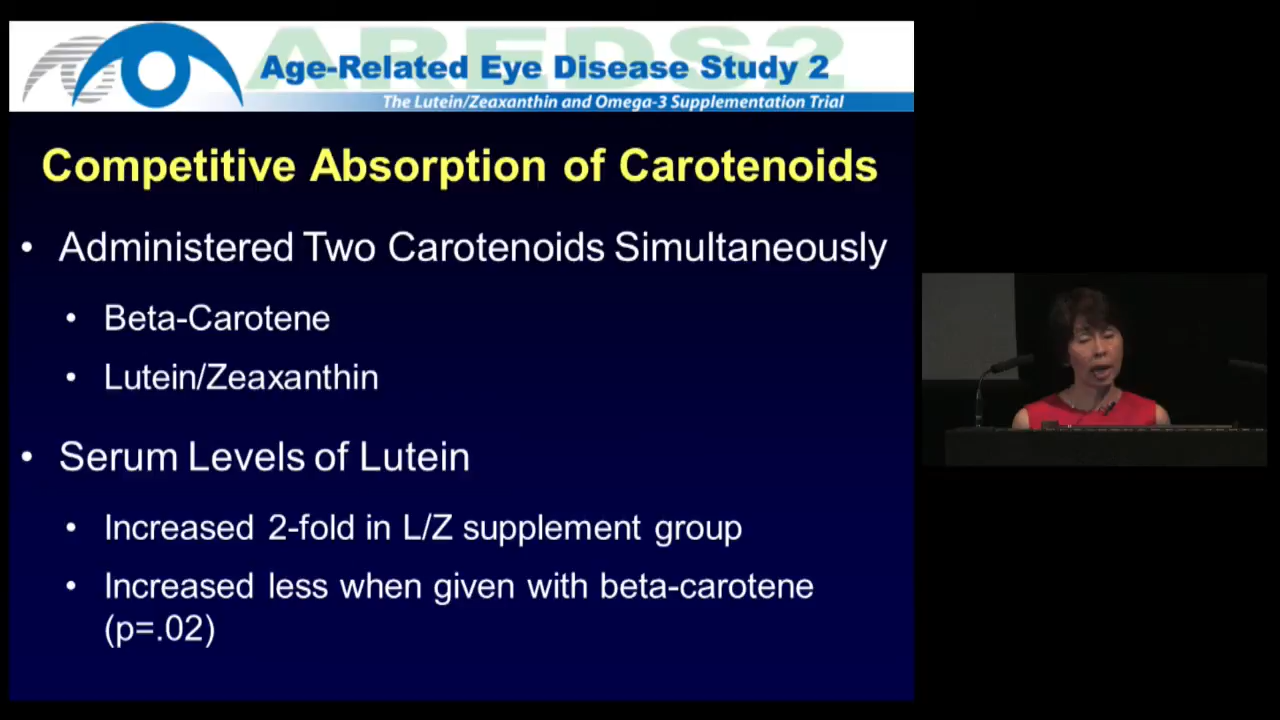 AREDS2
Age-Related Eye Disease Study 2
The Lutein/Zeaxanthin and Omega-3 Supplementation Trial
Competitive Absorption of Carotenoids
• Administered Two Carotenoids Simultaneously
• Beta-Carotene
• Lutein/Zeaxanthin
• Serum Levels of Lutein
• Increased 2-fold in L/Z supplement group
• Increased less when given with beta-carotene
(p=.02)